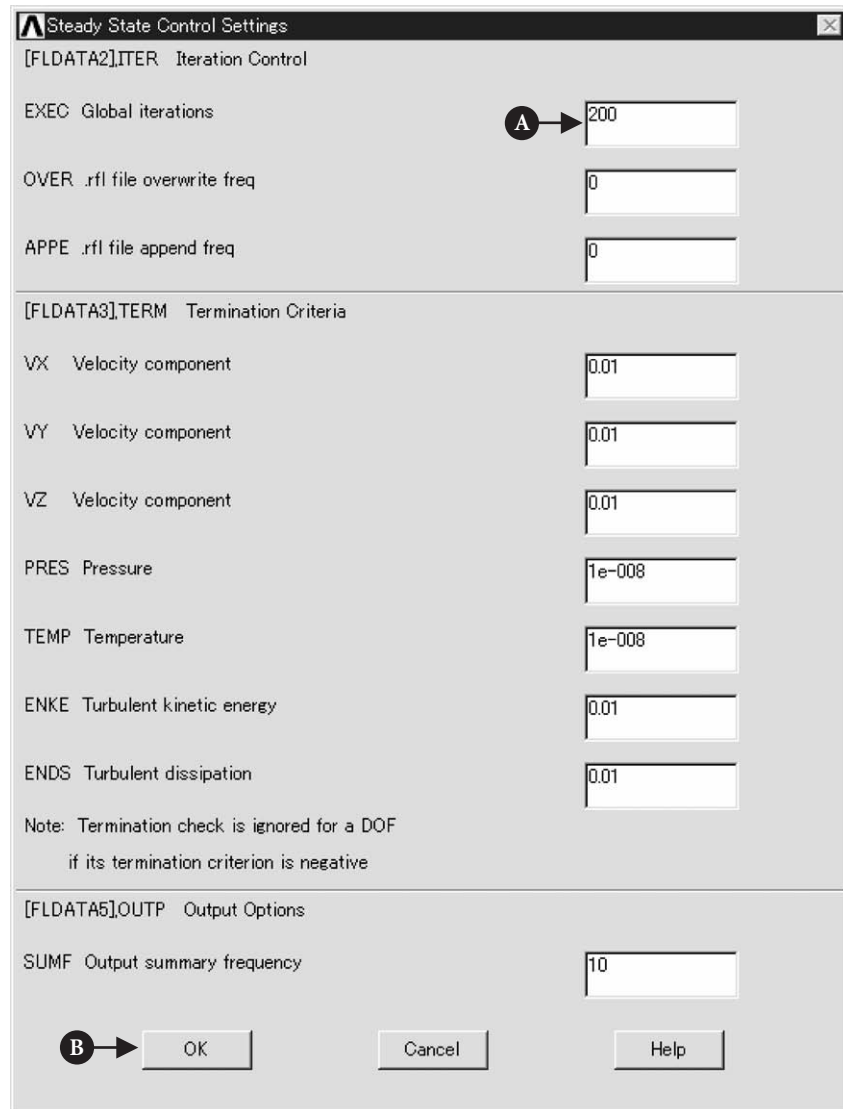 Steady State Control Settings
[FLDATA2],ITER Iteration Control
EXEC Global iterations
A
200
OVER .rfl file overwrite freq
0
APPE .rfl file append freq
0
[FLDATA3],TERM Termination Criteria
VX Velocity component
0.01
VY Velocity component
0.01
VZ Velocity component
0.01
PRES Pressure
1e-008
TEMP Temperature
1e-008
ENKE Turbulent kinetic energy
0.01
ENDS Turbulent dissipation
0.01
Note: Termination check is ignored for a DOF
if its termination criterion is negative
[FLDATA5],OUTP Output Options
SUMF Output summary frequency
10
B
OK
Cancel
Help